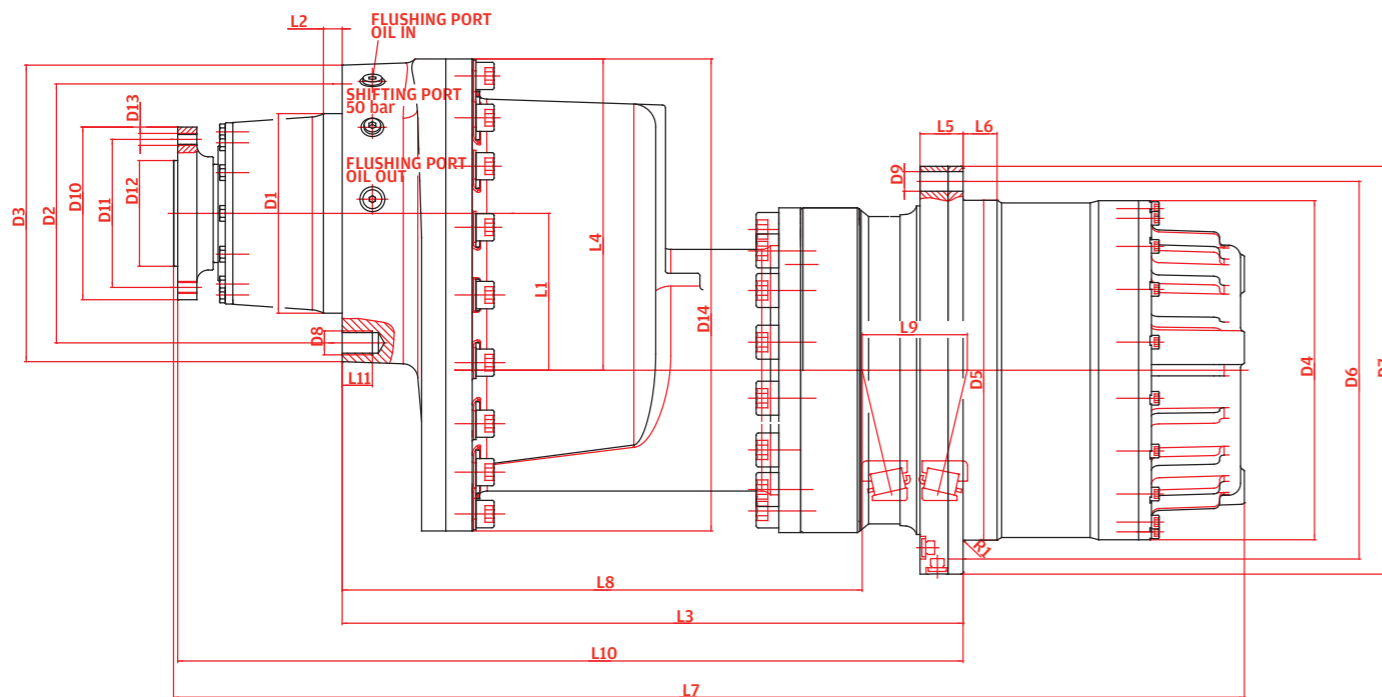 L2
FLUSHING PORT
OIL IN
SHIFTING PORT
50 bar
FLUSHING PORT
OIL OUT
D13
D3
D2
D10
D11
D12
D1
D8
L11
L1
L4
D14
L5
L6
D9
L9
D5
D4
D6
R1
L8
L3
L10
L7